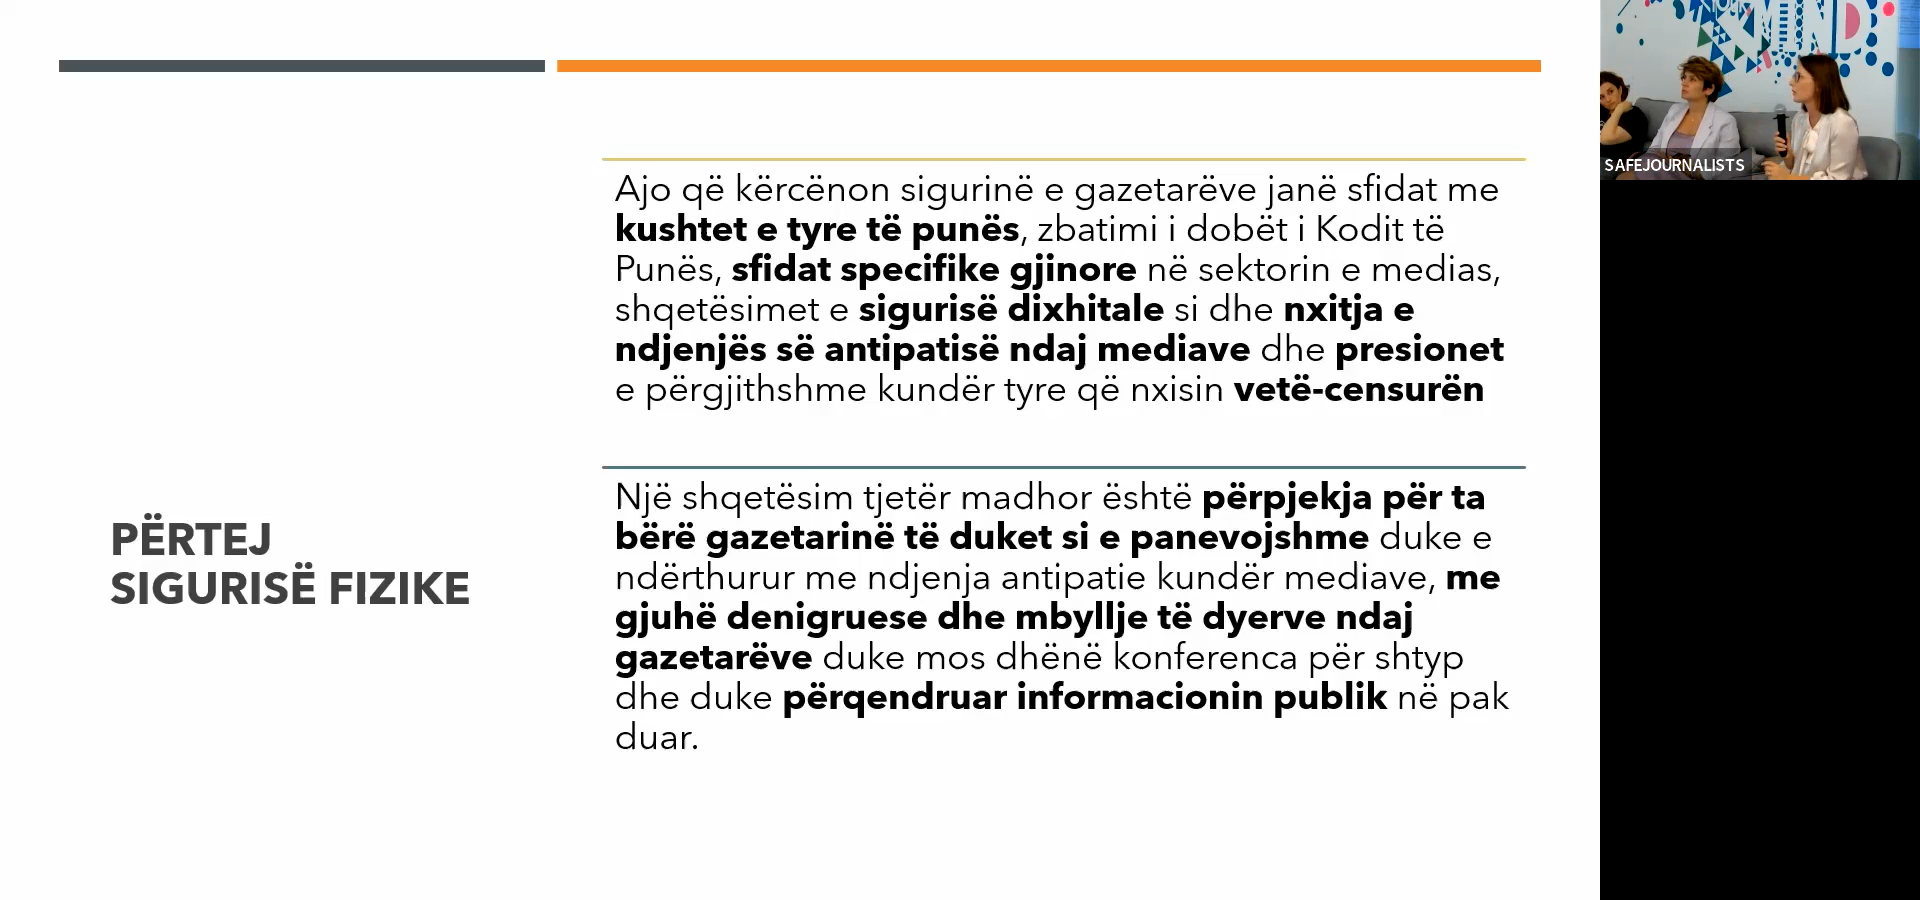 PËRTEJ
SIGURISË FIZIKE
Ajo që kërcënon sigurinë e gazetarëve janë sfidat me
kushtet e tyre të punës, zbatimi i dobët i Kodit të
Punës, sfidat specifike gjinore në sektorin e medias,
shqetësimet e sigurisë dixhitale si dhe nxitja e
ndjenjës së antipatisë ndaj mediave dhe presionet
e përgjithshme kundër tyre që nxisin vetë-censurën
Një shqetësim tjetër madhor është përpjekja për ta
bërë gazetarinë të duket si e panevojshme duke e
ndërthurur me ndjenja antipatie kundër mediave, me
gjuhë denigruese dhe mbyllje të dyerve ndaj
gazetarëve duke mos dhënë konferenca për shtyp
dhe duke përqendruar informacionin publik në pak
duar.
MIND
SAFEJOURNALISTS